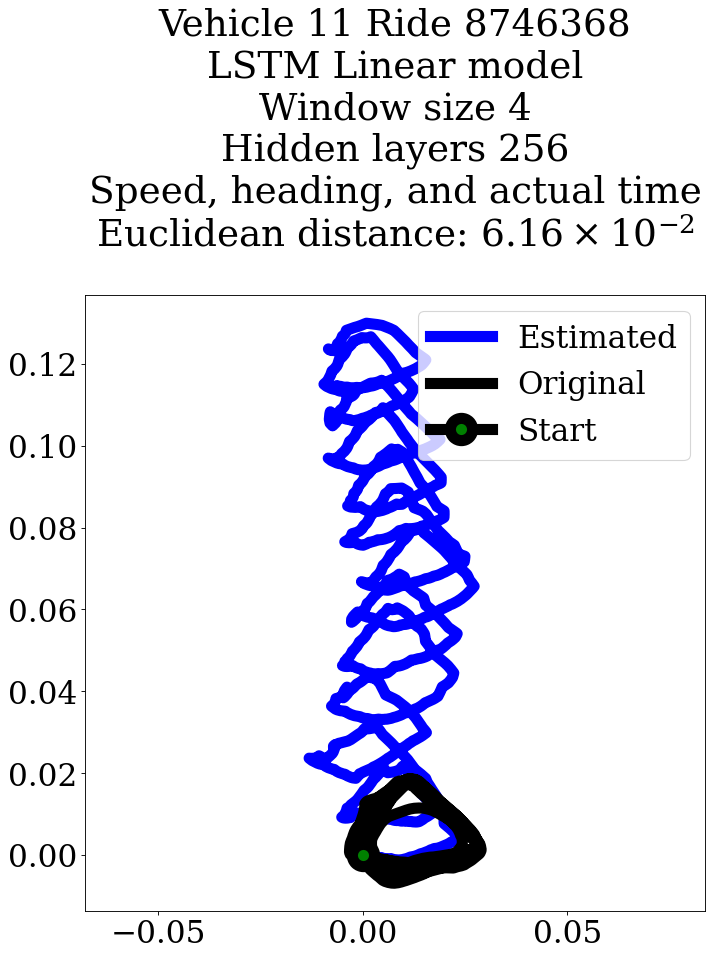 Vehicle 11 Ride 8746368
LSTM Linear model
Window size 4
Hidden layers 256
Speed, heading, and actual time
Euclidean distance: 6.16 × 10⁻²
Estimated
Original
Start
0.12
0.10
0.08
0.06
0.04
0.02
0.00
−0.05 0.00 0.05